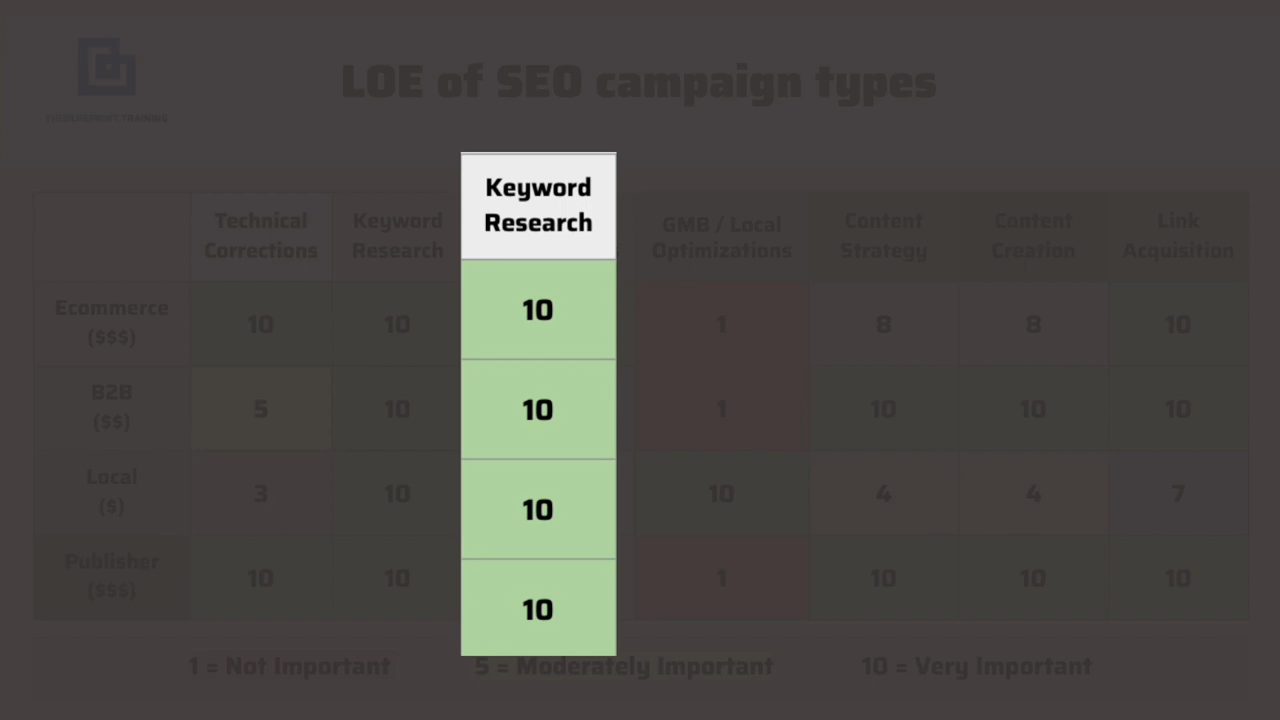 LOE of SEO campaign types
Technical Corrections
Keyword Research
Keyword Research
GMB / Local Optimizations
Content Strategy
Content Creation
Link Acquisition
Ecommerce ($$$)
10
10
10
1
8
8
10
B2B ($$)
5
10
10
1
10
10
10
Local ($)
3
10
10
10
4
4
7
Publisher ($$$)
10
10
10
1
10
10
10
1 = Not Important
5 = Moderately Important
10 = Very Important